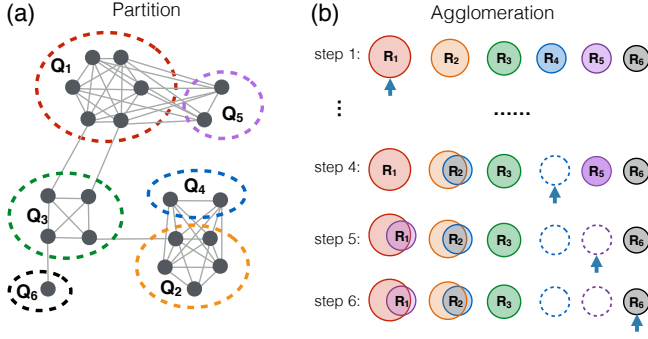 (a) Partition
Q1
Q5
Q3
Q4
Q2
Q6
(b) Agglomeration
step 1: R1 R2 R3 R4 R5 R6
⋮ ......
step 4: R1 R2 R3 R5 R6
step 5: R1 R2 R3 R6
step 6: R1 R2 R3 R6